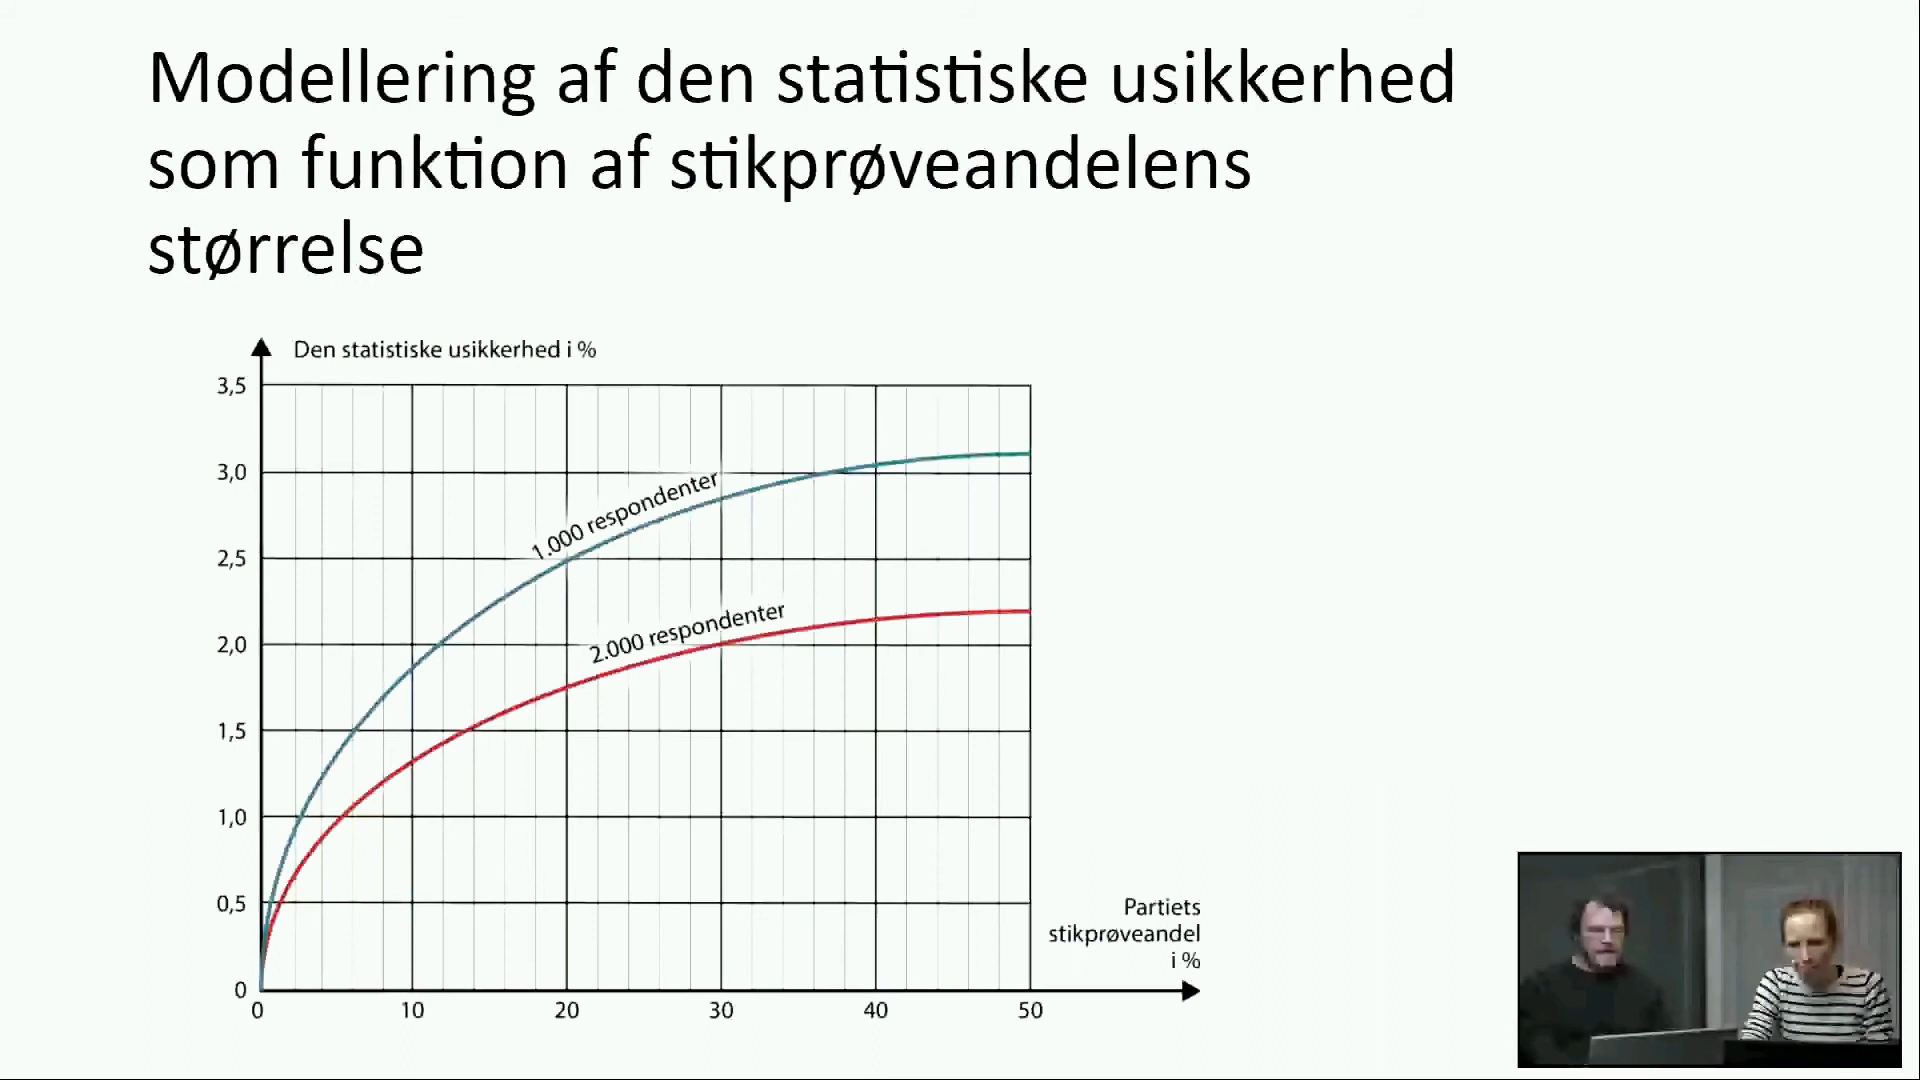 Modellering af den statistiske usikkerhed
som funktion af stikprøveandelens
størrelse
Den statistiske usikkerhed i %
3,5
3,0
2,5
2,0
1,5
1,0
0,5
0
1.000 respondenter
2.000 respondenter
Partiets
stikprøveandel
i %
0 10 20 30 40 50